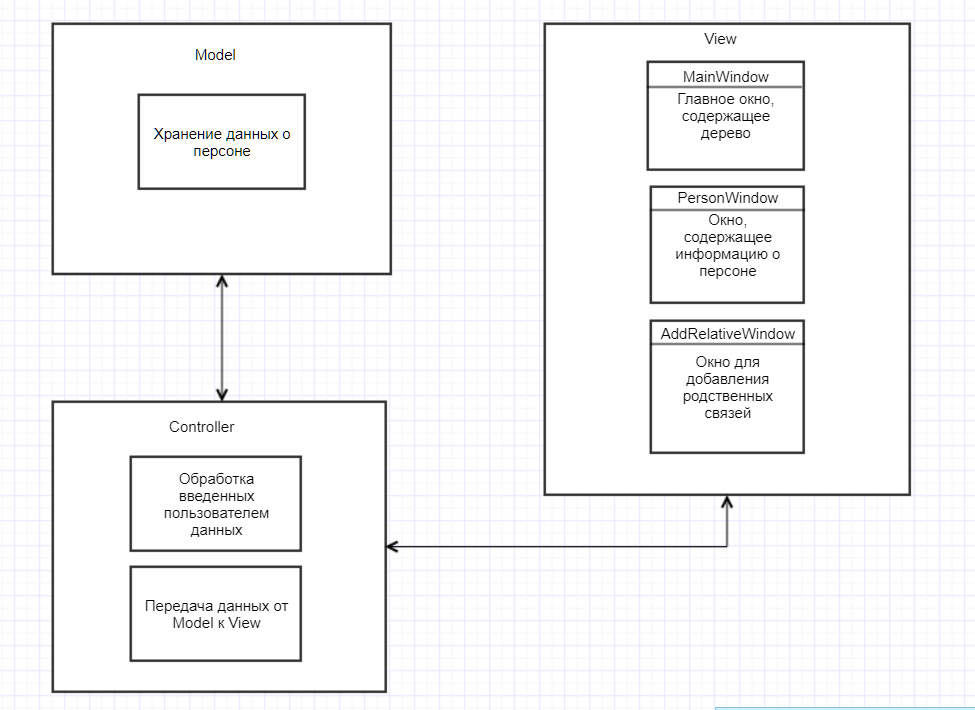 Model
Хранение данных о
персоне
View
MainWindow
Главное окно,
содержащее
дерево
PersonWindow
Окно,
содержащее
информацию о
персоне
AddRelativeWindow
Окно для
добавления
родственных
связей
Controller
Обработка
введенных
пользователем
данных
Передача данных от
Model к View